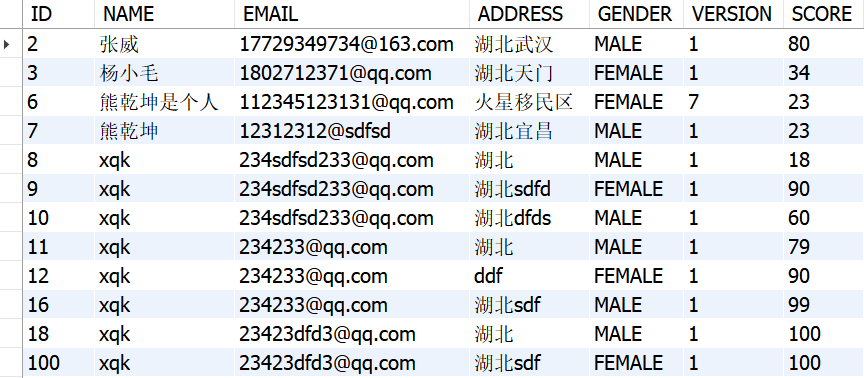 ID NAME EMAIL ADDRESS GENDER VERSION SCORE
2 张威 17729349734@163.com 湖北武汉 MALE 1 80
3 杨小毛 1802712371@qq.com 湖北天门 FEMALE 1 34
6 熊乾坤是个人 112345123131@qq.com 火星移民区 FEMALE 7 23
7 熊乾坤 12312312@sdfsd 湖北宜昌 MALE 1 23
8 xqk 234sdfsd233@qq.com 湖北 MALE 1 18
9 xqk 234sdfsd233@qq.com 湖北sdfd FEMALE 1 90
10 xqk 234sdfsd233@qq.com 湖北dfds MALE 1 60
11 xqk 234233@qq.com 湖北 MALE 1 79
12 xqk 234233@qq.com ddf FEMALE 1 90
16 xqk 234233@qq.com 湖北sdf MALE 1 99
18 xqk 23423dfd3@qq.com 湖北 MALE 1 100
100 xqk 23423dfd3@qq.com 湖北sdf FEMALE 1 100